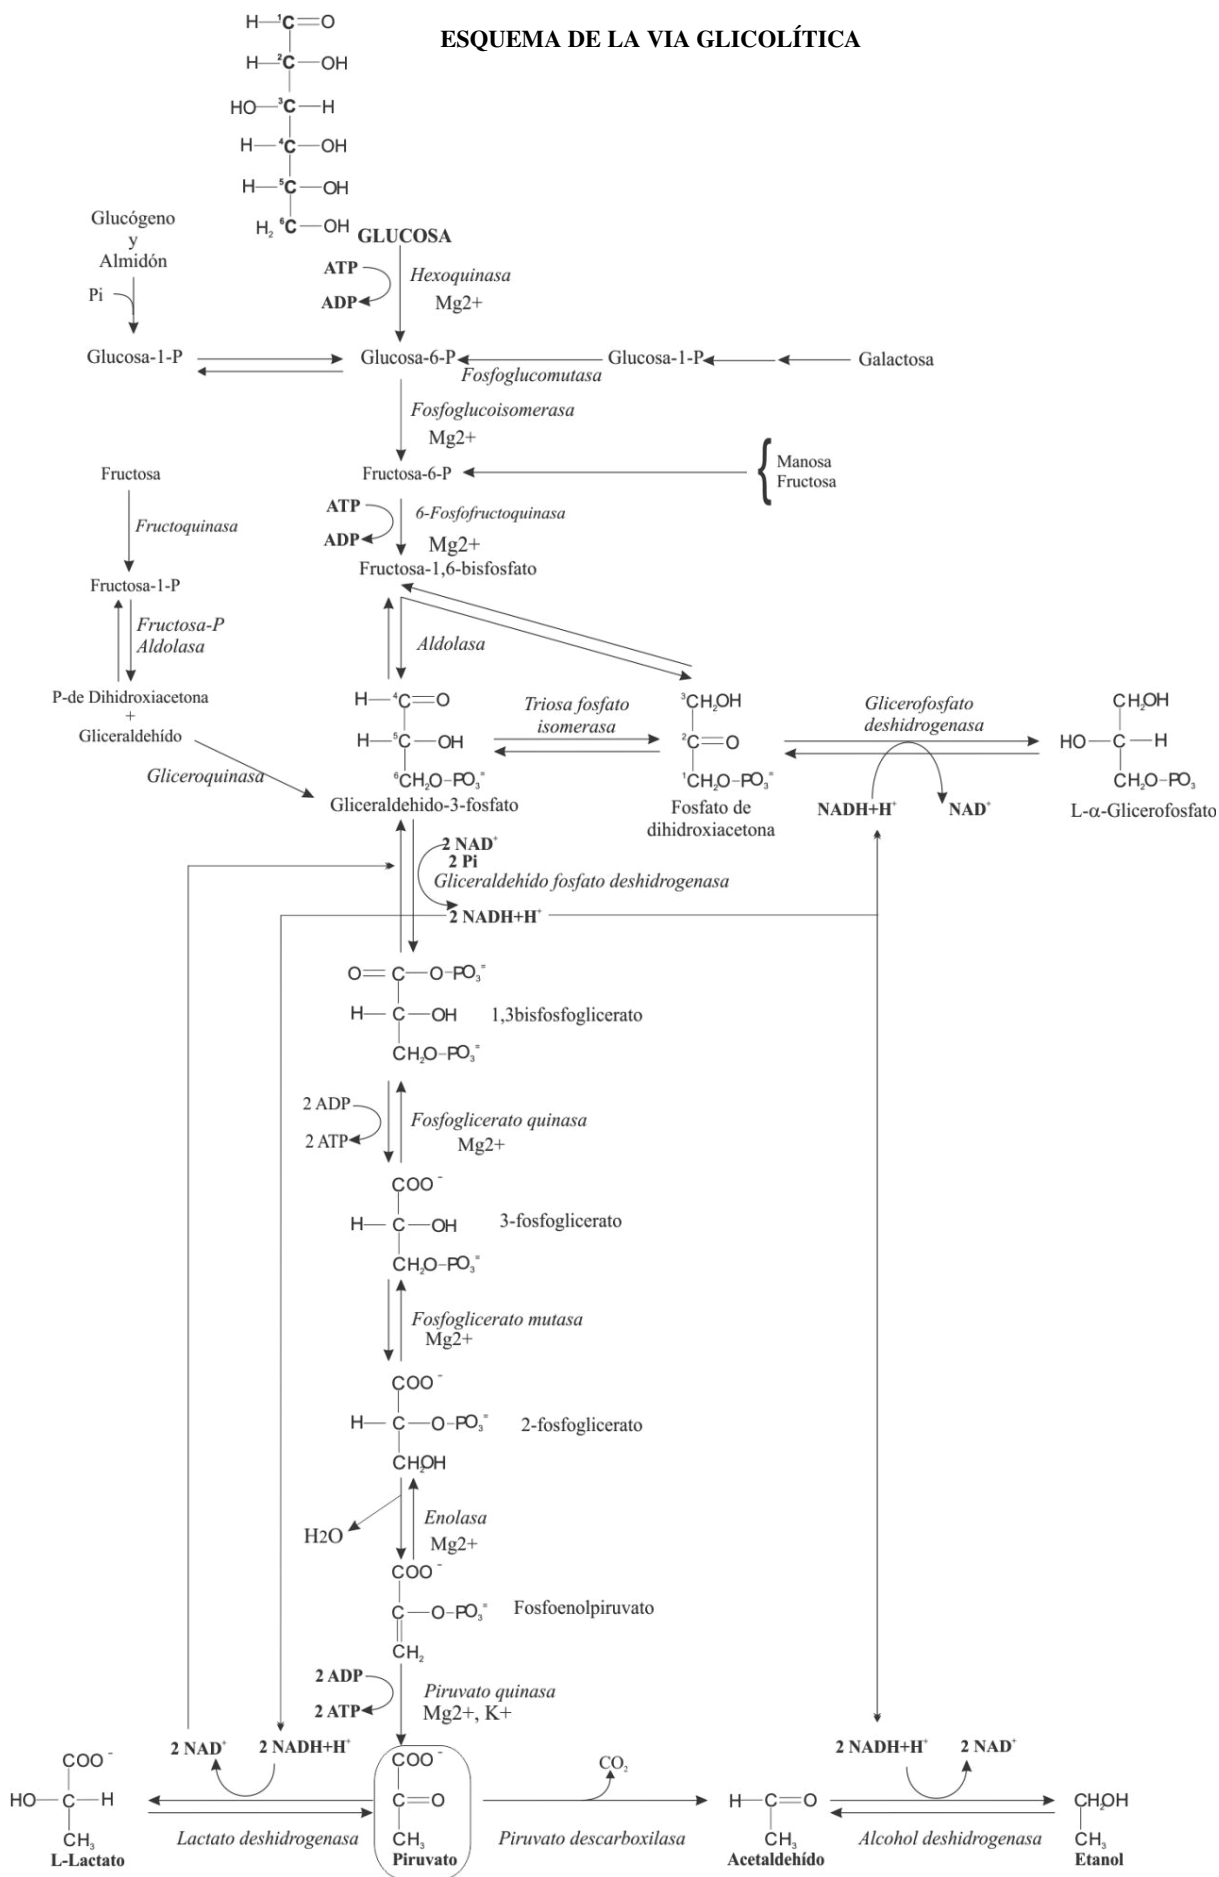 ESQUEMA DE LA VIA GLICOLÍTICA
H—¹C=O
H—²C—OH
HO—³C—H
H—⁴C—OH
H—⁵C—OH
H₂ ⁶C—OH
GLUCOSA
Glucógeno
y
Almidón
Pi
ATP
ADP
Hexoquinasa
Mg2+
Glucosa-1-P
Glucosa-6-P
Fosfoglucomutasa
Glucosa-1-P
Galactosa
Fosfoglucoisomerasa
Mg2+
Fructosa-6-P
{
Manosa
Fructosa
Fructosa
Fructoquinasa
Fructosa-1-P
Fructosa-P
Aldolasa
P-de Dihidroxiacetona
+
Gliceraldehído
Gliceroquinasa
ATP
ADP
6-Fosfofructoquinasa
Mg2+
Fructosa-1,6-bisfosfato
Aldolasa
H—⁴C=O
H—⁵C—OH
⁶CH₂O–PO₃⁼
Gliceraldehido-3-fosfato
Triosa fosfato
isomerasa
³CH₂OH
²C=O
¹CH₂O–PO₃⁼
Fosfato de
dihidroxiacetona
Glicerofosfato
deshidrogenasa
NADH+H⁺
NAD⁺
CH₂OH
HO—C—H
CH₂O–PO₃
L-α-Glicerofosfato
2 NAD⁺
2 Pi
Gliceraldehído fosfato deshidrogenasa
2 NADH+H⁺
O=C—O–PO₃⁼
H—C—OH
CH₂O–PO₃⁼
1,3bisfosfoglicerato
2 ADP
2 ATP
Fosfoglicerato quinasa
Mg2+
COO⁻
H—C—OH
CH₂O–PO₃⁼
3-fosfoglicerato
Fosfoglicerato mutasa
Mg2+
COO⁻
H—C—O–PO₃⁼
CH₂OH
2-fosfoglicerato
H2O
Enolasa
Mg2+
COO⁻
C—O–PO₃⁼
CH₂
Fosfoenolpiruvato
2 ADP
2 ATP
Piruvato quinasa
Mg2+, K+
COO⁻
HO—C—H
CH₃
L-Lactato
2 NAD⁺
2 NADH+H⁺
Lactato deshidrogenasa
COO⁻
C=O
CH₃
Piruvato
CO₂
Piruvato descarboxilasa
H—C=O
CH₃
Acetaldehído
2 NADH+H⁺
2 NAD⁺
Alcohol deshidrogenasa
CH₂OH
CH₃
Etanol